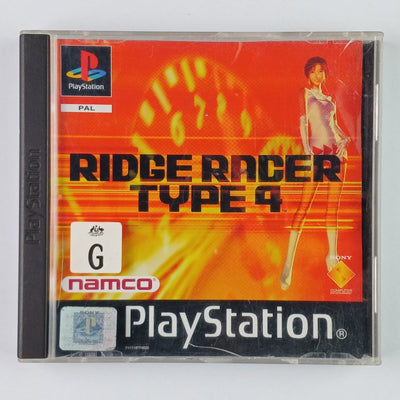 PlayStation
PAL
PlayStation
RIDGE RACER
TYPE 4
G
namco
SONY
PlayStation